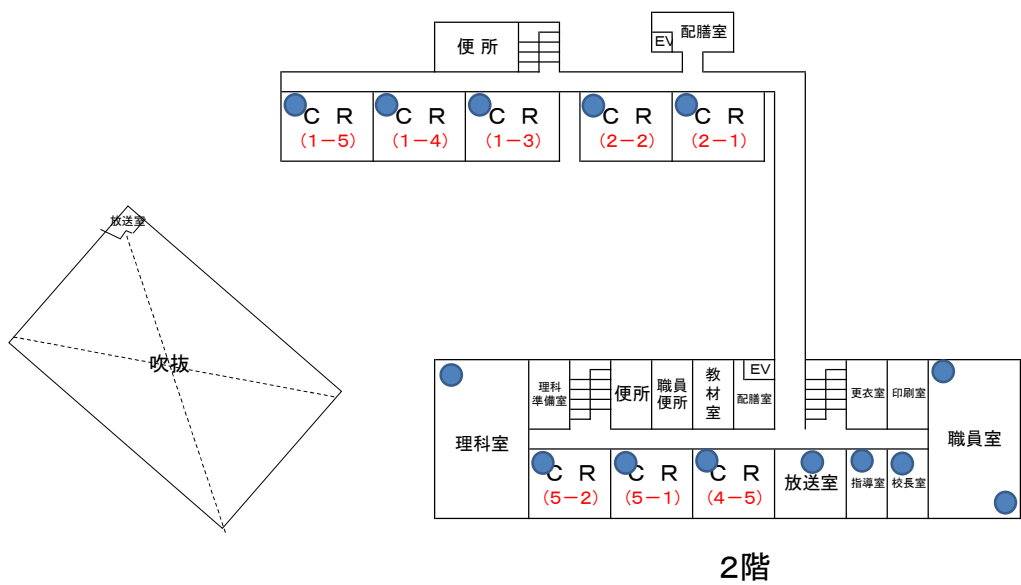 便 所
EV
配膳室
C R
(1-5)
C R
(1-4)
C R
(1-3)
C R
(2-2)
C R
(2-1)
放送室
吹抜
理科室
理科
準備室
便所
職員
便所
教
材
室
EV
配膳室
更衣室
印刷室
職員室
C R
(5-2)
C R
(5-1)
C R
(4-5)
放送室
指導室
校長室
2階